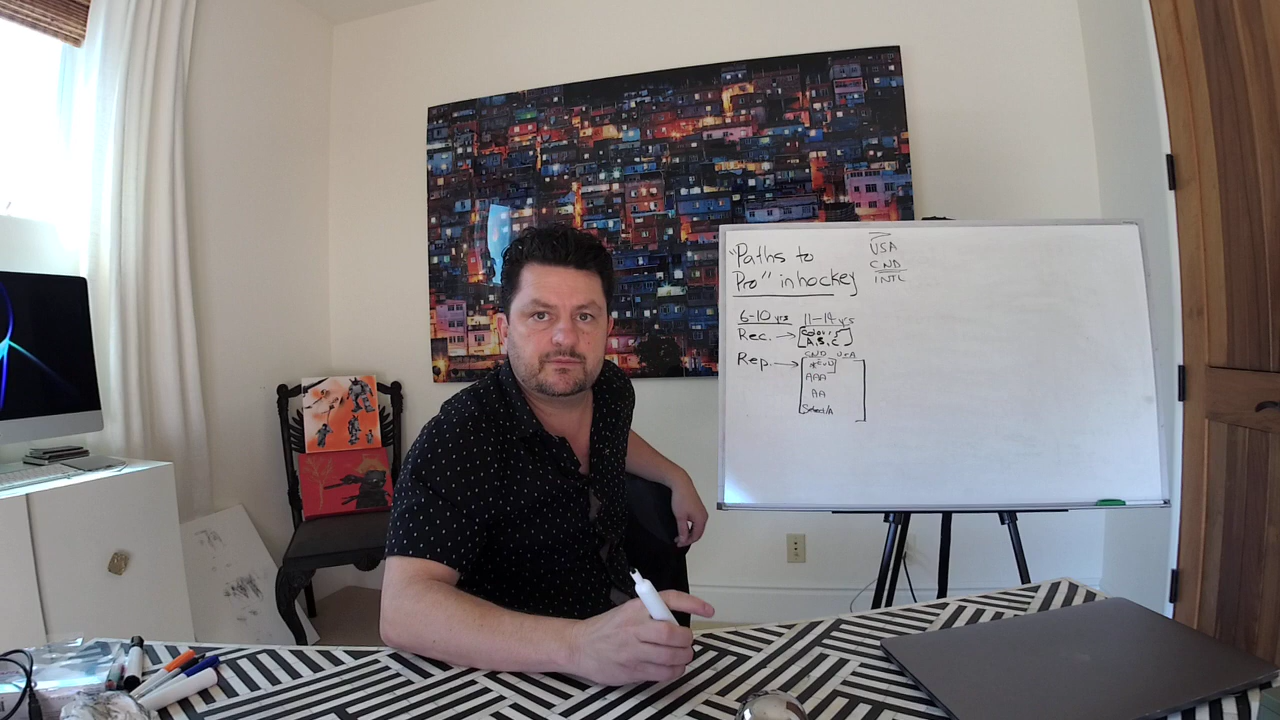 "Paths to
Pro" in hockey
USA
CND
INTL
6-10 yrs 11-14 yrs
Rec. → Colours
A.S.C
CND USA
Rep. →
AAA
AA
Select/A